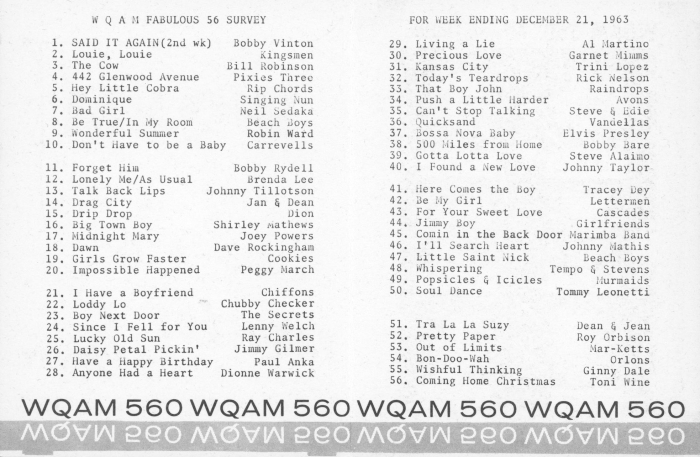 W Q A M FABULOUS 56 SURVEY
1. SAID IT AGAIN(2nd wk) Bobby Vinton
2. Louie, Louie Kingsmen
3. The Cow Bill Robinson
4. 442 Glenwood Avenue Pixies Three
5. Hey Little Cobra Rip Chords
6. Dominique Singing Nun
7. Bad Girl Neil Sedaka
8. Be True/In My Room Beach Boys
9. Wonderful Summer Robin Ward
10. Don't Have to be a Baby Carrevells
11. Forget Him Bobby Rydell
12. Lonely Me/As Usual Brenda Lee
13. Talk Back Lips Johnny Tillotson
14. Drag City Jan & Dean
15. Drip Drop Dion
16. Big Town Boy Shirley Mathews
17. Midnight Mary Joey Powers
18. Dawn Dave Rockingham
19. Girls Grow Faster Cookies
20. Impossible Happened Peggy March
21. I Have a Boyfriend Chiffons
22. Loddy Lo Chubby Checker
23. Boy Next Door The Secrets
24. Since I Fell for You Lenny Welch
25. Lucky Old Sun Ray Charles
26. Daisy Petal Pickin' Jimmy Gilmer
27. Have a Happy Birthday Paul Anka
28. Anyone Had a Heart Dionne Warwick
FOR WEEK ENDING DECEMBER 21, 1963
29. Living a Lie Al Martino
30. Precious Love Garnet Mimms
31. Kansas City Trini Lopez
32. Today's Teardrops Rick Nelson
33. That Boy John Raindrops
34. Push a Little Harder Avons
35. Can't Stop Talking Steve & Edie
36. Quicksand Vandellas
37. Bossa Nova Baby Elvis Presley
38. 500 Miles from Home Bobby Bare
39. Gotta Lotta Love Steve Alaimo
40. I Found a New Love Johnny Taylor
41. Here Comes the Boy Tracey Dey
42. Be My Girl Lettermen
43. For Your Sweet Love Cascades
44. Jimmy Boy Girlfriends
45. Comin in the Back Door Marimba Band
46. I'll Search Heart Johnny Mathis
47. Little Saint Nick Beach Boys
48. Whispering Tempo & Stevens
49. Popsicles & Icicles Murmaids
50. Soul Dance Tommy Leonetti
51. Tra La La Suzy Dean & Jean
52. Pretty Paper Roy Orbison
53. Out of Limits Mar-Ketts
54. Bon-Doo-Wah Orlons
55. Wishful Thinking Ginny Dale
56. Coming Home Christmas Toni Wine
WQAM 560 WQAM 560 WQAM 560 WQAM 560
WQAM 560 WQAM 560 WQAM 560 WQAM 560